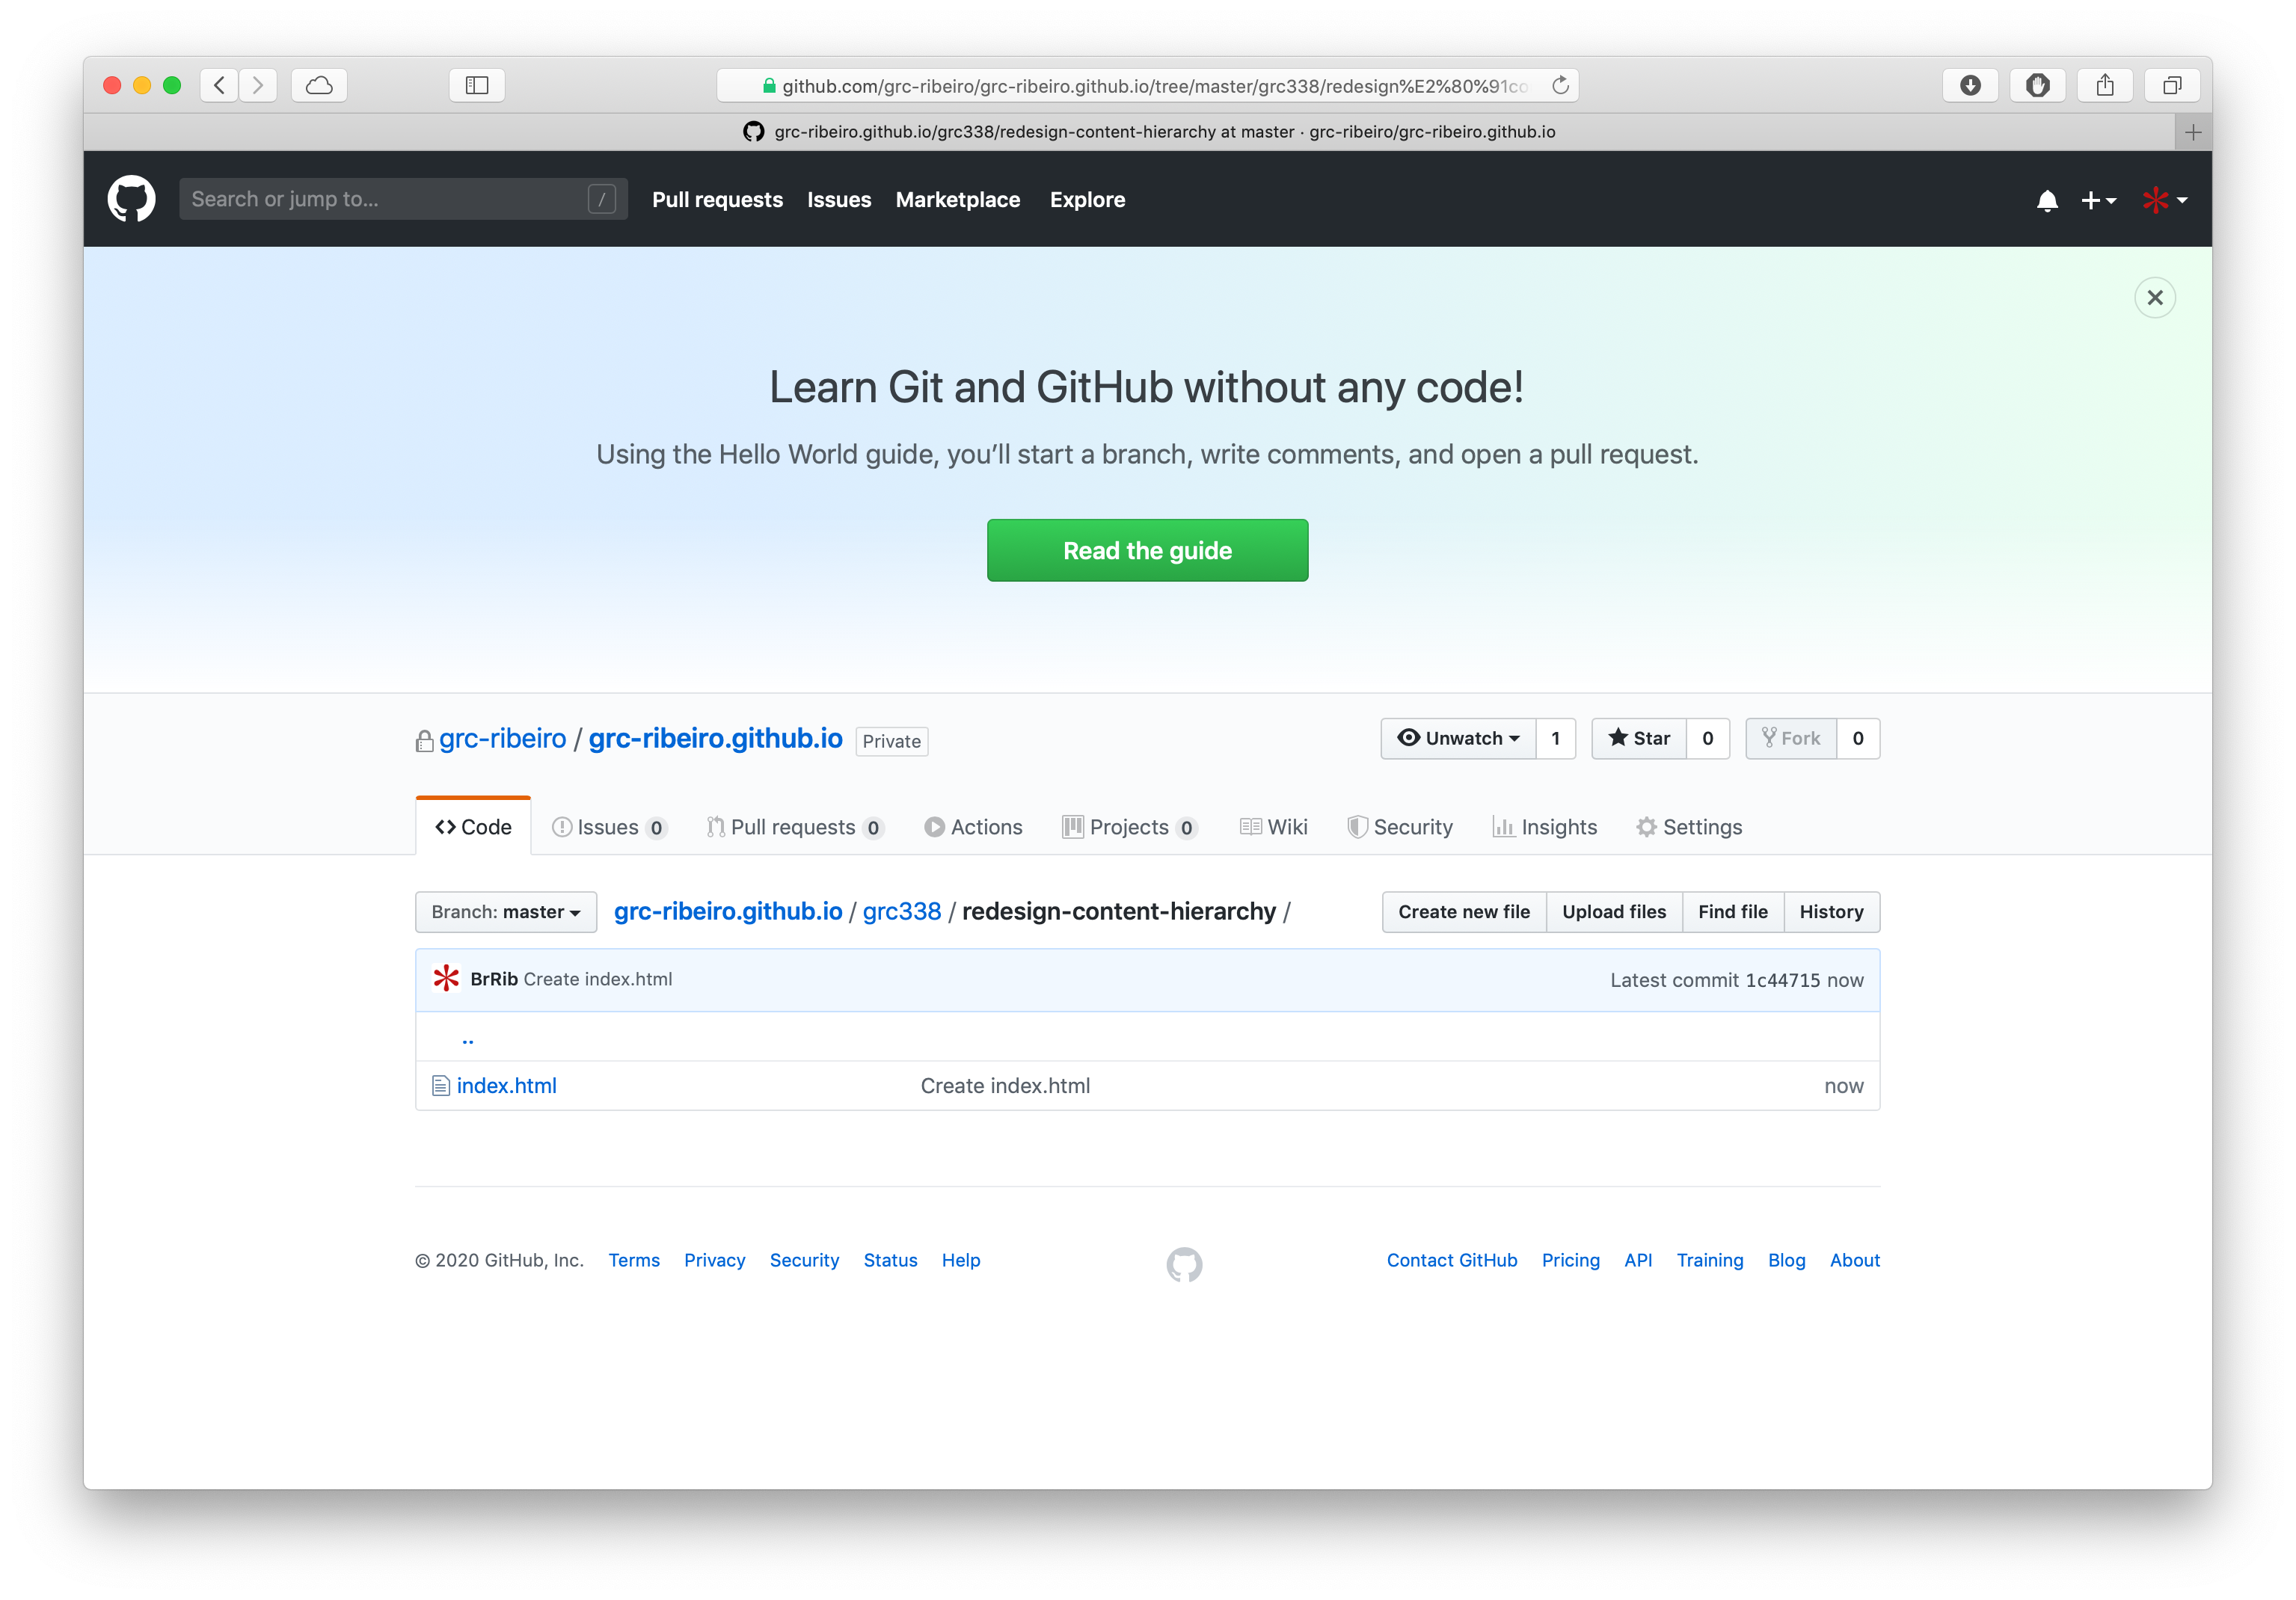 github.com/grc-ribeiro/grc-ribeiro.github.io/tree/master/grc338/redesign%E2%80%91co
grc-ribeiro.github.io/grc338/redesign-content-hierarchy at master · grc-ribeiro/grc-ribeiro.github.io
Search or jump to... / Pull requests Issues Marketplace Explore
Learn Git and GitHub without any code!
Using the Hello World guide, you’ll start a branch, write comments, and open a pull request.
Read the guide
grc-ribeiro / grc-ribeiro.github.io Private Unwatch 1 Star 0 Fork 0
Code Issues 0 Pull requests 0 Actions Projects 0 Wiki Security Insights Settings
Branch: master grc-ribeiro.github.io / grc338 / redesign-content-hierarchy / Create new file Upload files Find file History
BrRib Create index.html Latest commit 1c44715 now
..
index.html Create index.html now
© 2020 GitHub, Inc. Terms Privacy Security Status Help Contact GitHub Pricing API Training Blog About